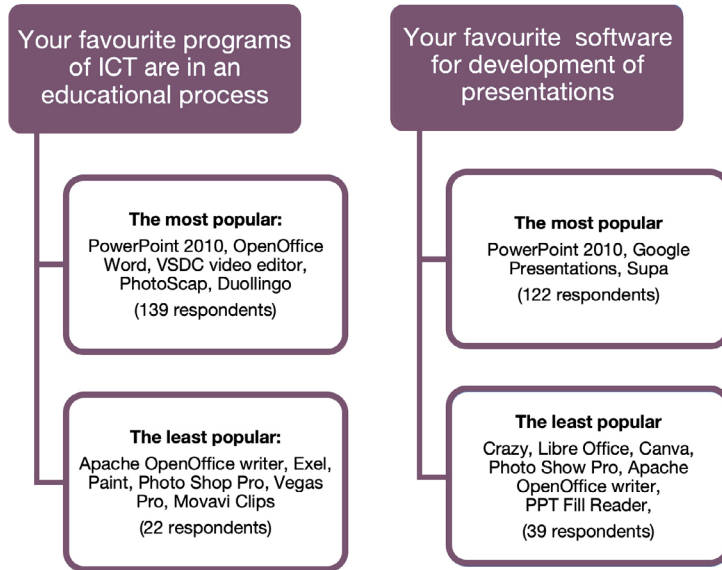 Your favourite programs
of ICT are in an
educational process
The most popular:
PowerPoint 2010, OpenOffice
Word, VSDC video editor,
PhotoScap, Duollingo
(139 respondents)
The least popular:
Apache OpenOffice writer, Exel,
Paint, Photo Shop Pro, Vegas
Pro, Movavi Clips
(22 respondents)
Your favourite software
for development of
presentations
The most popular
PowerPoint 2010, Google
Presentations, Supa
(122 respondents)
The least popular
Crazy, Libre Office, Canva,
Photo Show Pro, Apache
OpenOffice writer,
PPT Fill Reader,
(39 respondents)